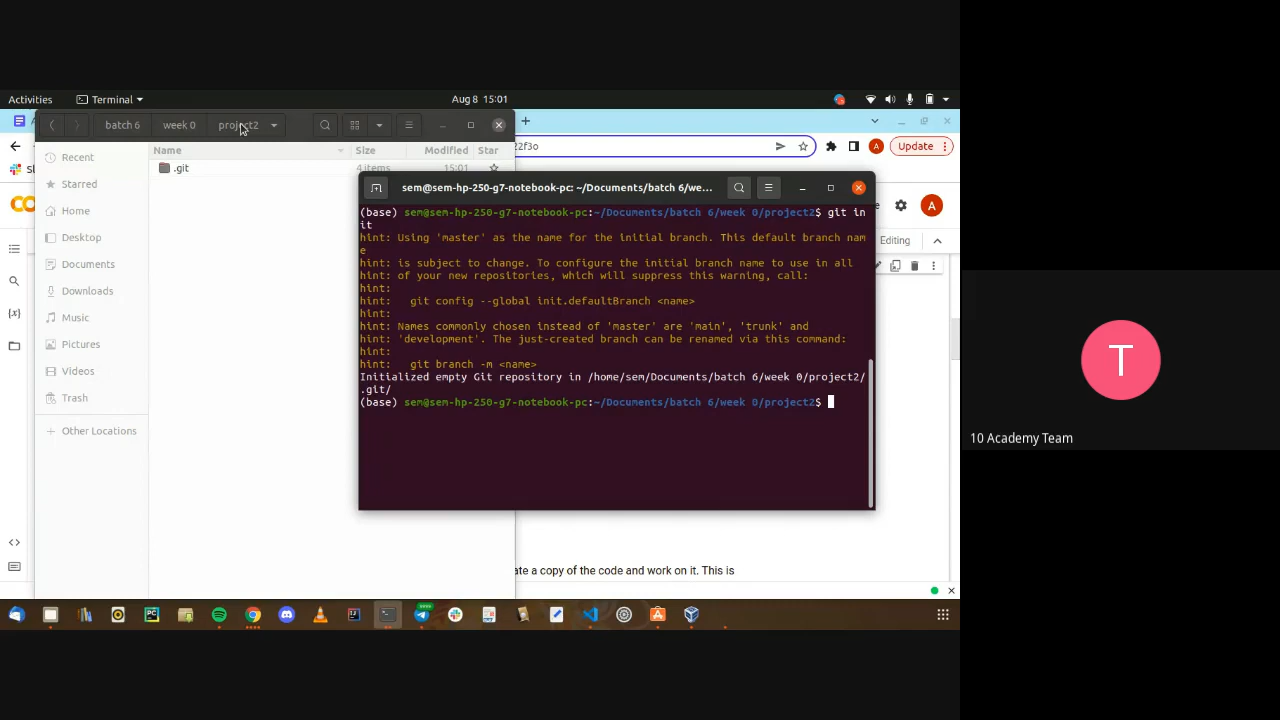 Activities
Terminal
Aug 8 15:01
batch 6
week 0
project2
22f3o
A
Update
Name
Size
Modified
Star
.git
4 items
15:01
Recent
Starred
Home
Desktop
Documents
Downloads
Music
Pictures
Videos
Trash
Other Locations
A
Editing
sem@sem-hp-250-g7-notebook-pc: ~/Documents/batch 6/we...
(base) sem@sem-hp-250-g7-notebook-pc:~/Documents/batch 6/week 0/project2$ git in
it
hint: Using 'master' as the name for the initial branch. This default branch nam
e
hint: is subject to change. To configure the initial branch name to use in all
hint: of your new repositories, which will suppress this warning, call:
hint:
hint:   git config --global init.defaultBranch <name>
hint:
hint: Names commonly chosen instead of 'master' are 'main', 'trunk' and
hint: 'development'. The just-created branch can be renamed via this command:
hint:
hint:   git branch -m <name>
Initialized empty Git repository in /home/sem/Documents/batch 6/week 0/project2/
.git/
(base) sem@sem-hp-250-g7-notebook-pc:~/Documents/batch 6/week 0/project2$
ate a copy of the code and work on it. This is
T
10 Academy Team